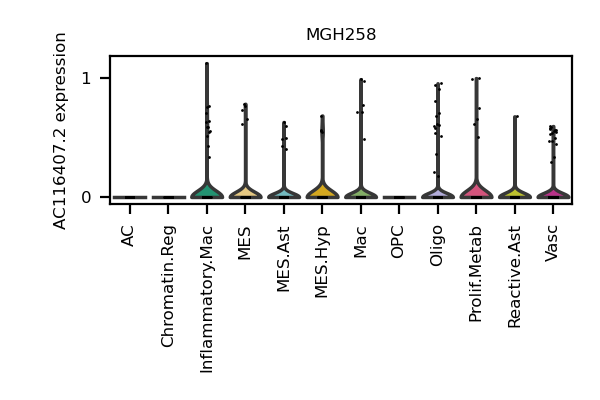 MGH258
AC116407.2 expression
1
0
AC
Chromatin.Reg
Inflammatory.Mac
MES
MES.Ast
MES.Hyp
Mac
OPC
Oligo
Prolif.Metab
Reactive.Ast
Vasc